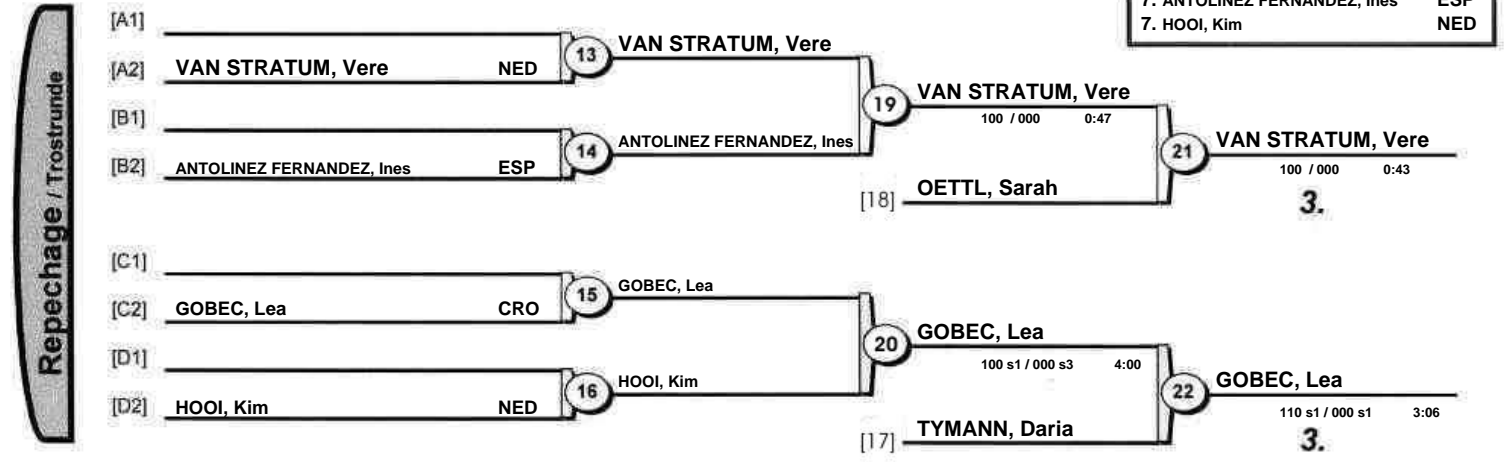 7. ANTOLINEZ FERNANDEZ, Ines ESP
7. HOOI, Kim NED
Repechage / Trostrunde
[A1]
[A2] VAN STRATUM, Vere NED
[B1]
[B2] ANTOLINEZ FERNANDEZ, Ines ESP
13 VAN STRATUM, Vere
14 ANTOLINEZ FERNANDEZ, Ines
19 VAN STRATUM, Vere
100 / 000 0:47
[18] OETTL, Sarah
21 VAN STRATUM, Vere
100 / 000 0:43
3.
[C1]
[C2] GOBEC, Lea CRO
[D1]
[D2] HOOI, Kim NED
15 GOBEC, Lea
16 HOOI, Kim
20 GOBEC, Lea
100 s1 / 000 s3 4:00
[17] TYMANN, Daria
22 GOBEC, Lea
110 s1 / 000 s1 3:06
3.